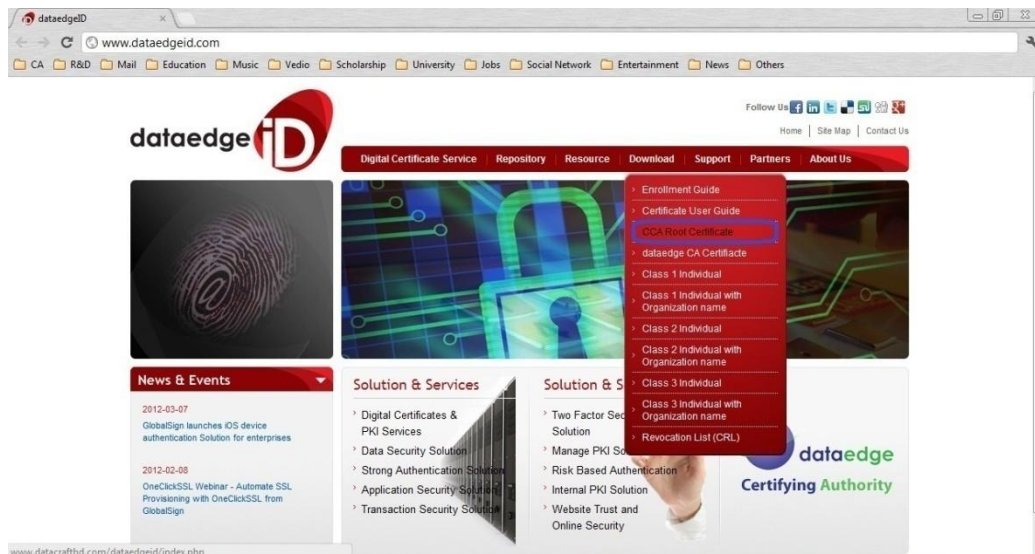 dataedgeID
www.dataedgeid.com
CA R&D Mail Education Music Vedio Scholarship University Jobs Social Network Entertainment News Others
Follow Us
Home | Site Map | Contact Us
dataedge iD
Digital Certificate Service Repository Resource Download Support Partners About Us
Enrollment Guide
Certificate User Guide
CCA Root Certificate
dataedge CA Certifiacte
Class 1 Individual
Class 1 Individual with
Organization name
Class 2 Individual
Class 2 Individual with
Organization name
Class 3 Individual
Class 3 Individual with
Organization name
Revocation List (CRL)
News & Events
2012-03-07
GlobalSign launches iOS device
authentication Solution for enterprises
2012-02-08
OneClickSSL Webinar - Automate SSL
Provisioning with OneClickSSL from
GlobalSign
Solution & Services
Digital Certificates &
PKI Services
Data Security Solution
Strong Authentication Solution
Application Security Solution
Transaction Security Solution
Solution & S
Two Factor Sec
Solution
Manage PKI So
Risk Based Authentication
Internal PKI Solution
Website Trust and
Online Security
dataedge
Certifying Authority
www.datacraftbd.com/dataedgeid/index.php